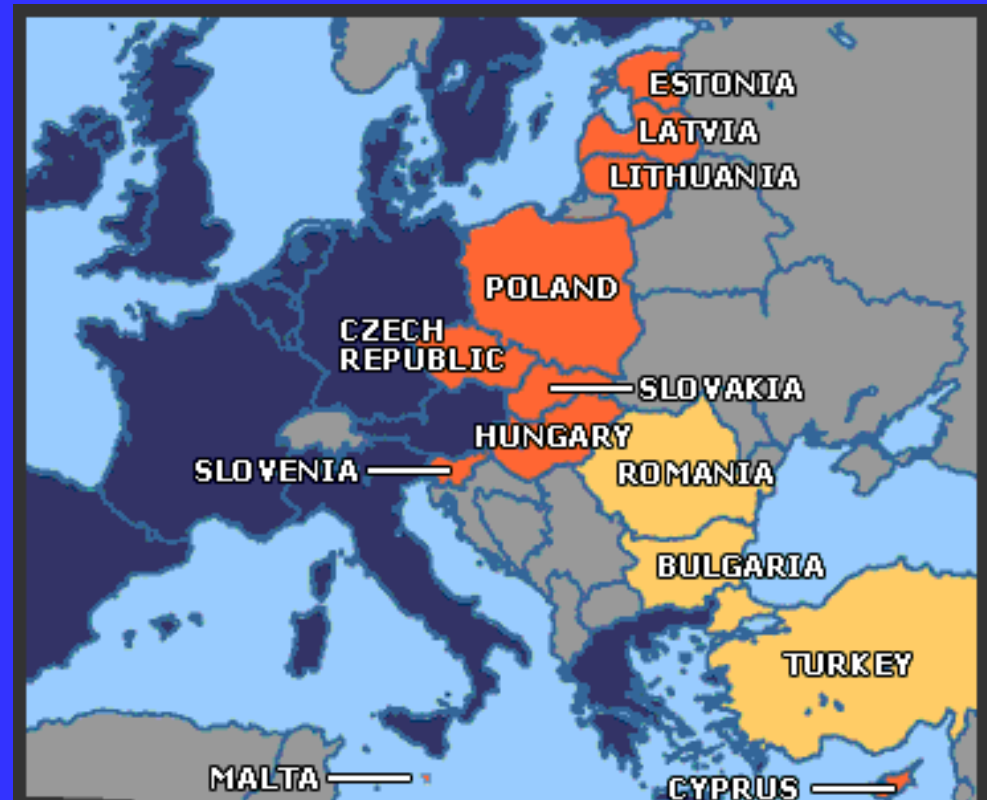 ESTONIA
LATVIA
LITHUANIA
POLAND
CZECH
REPUBLIC
SLOVAKIA
HUNGARY
SLOVENIA
ROMANIA
BULGARIA
TURKEY
MALTA
CYPRUS